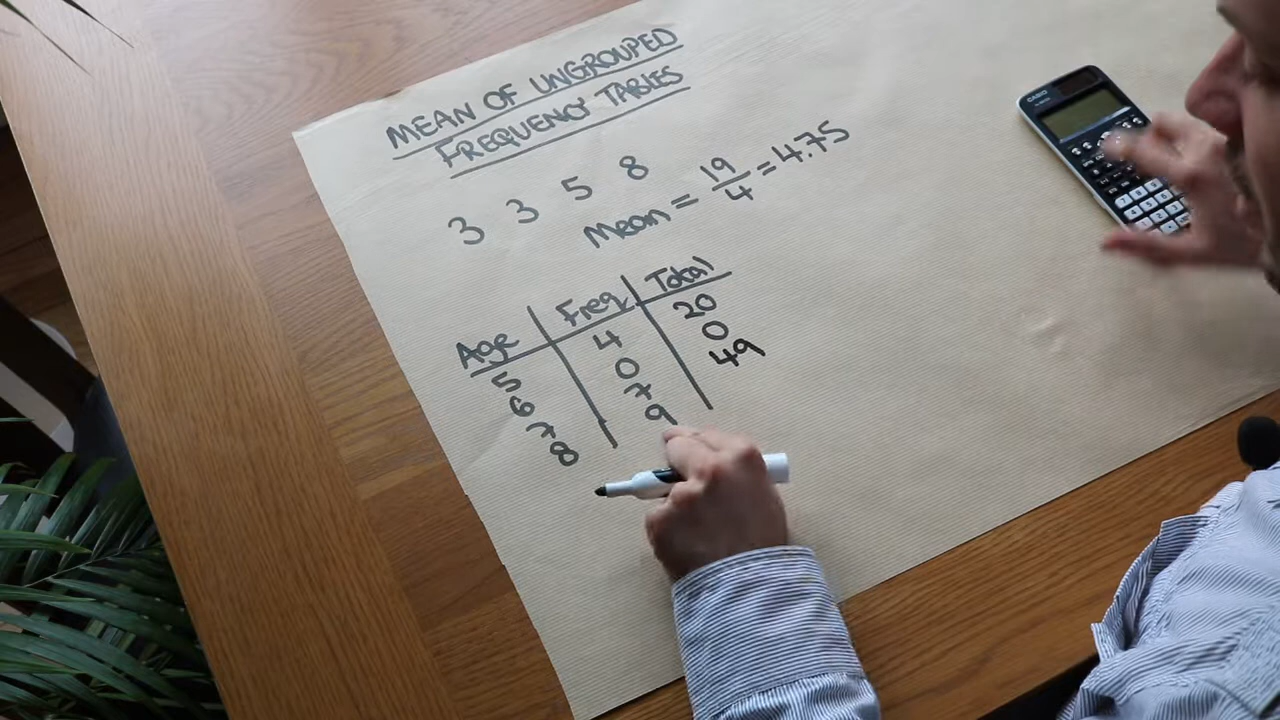 MEAN OF UNGROUPED
FREQUENCY TABLES
3 3 5 8
Mean = 19/4 = 4.75
Age Freq Total
5 4 20
6 0 0
7 7 49
8 9
CASIO